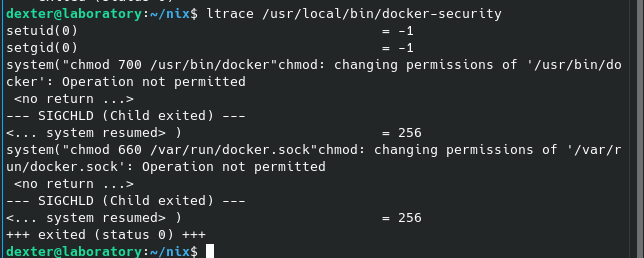 dexter@laboratory:~/nix$ ltrace /usr/local/bin/docker-security
setuid(0)                                        = -1
setgid(0)                                        = -1
system("chmod 700 /usr/bin/docker"chmod: changing permissions of '/usr/bin/do
cker': Operation not permitted
 <no return ...>
--- SIGCHLD (Child exited) ---
<... system resumed> )                           = 256
system("chmod 660 /var/run/docker.sock"chmod: changing permissions of '/var/r
un/docker.sock': Operation not permitted
 <no return ...>
--- SIGCHLD (Child exited) ---
<... system resumed> )                           = 256
+++ exited (status 0) +++
dexter@laboratory:~/nix$